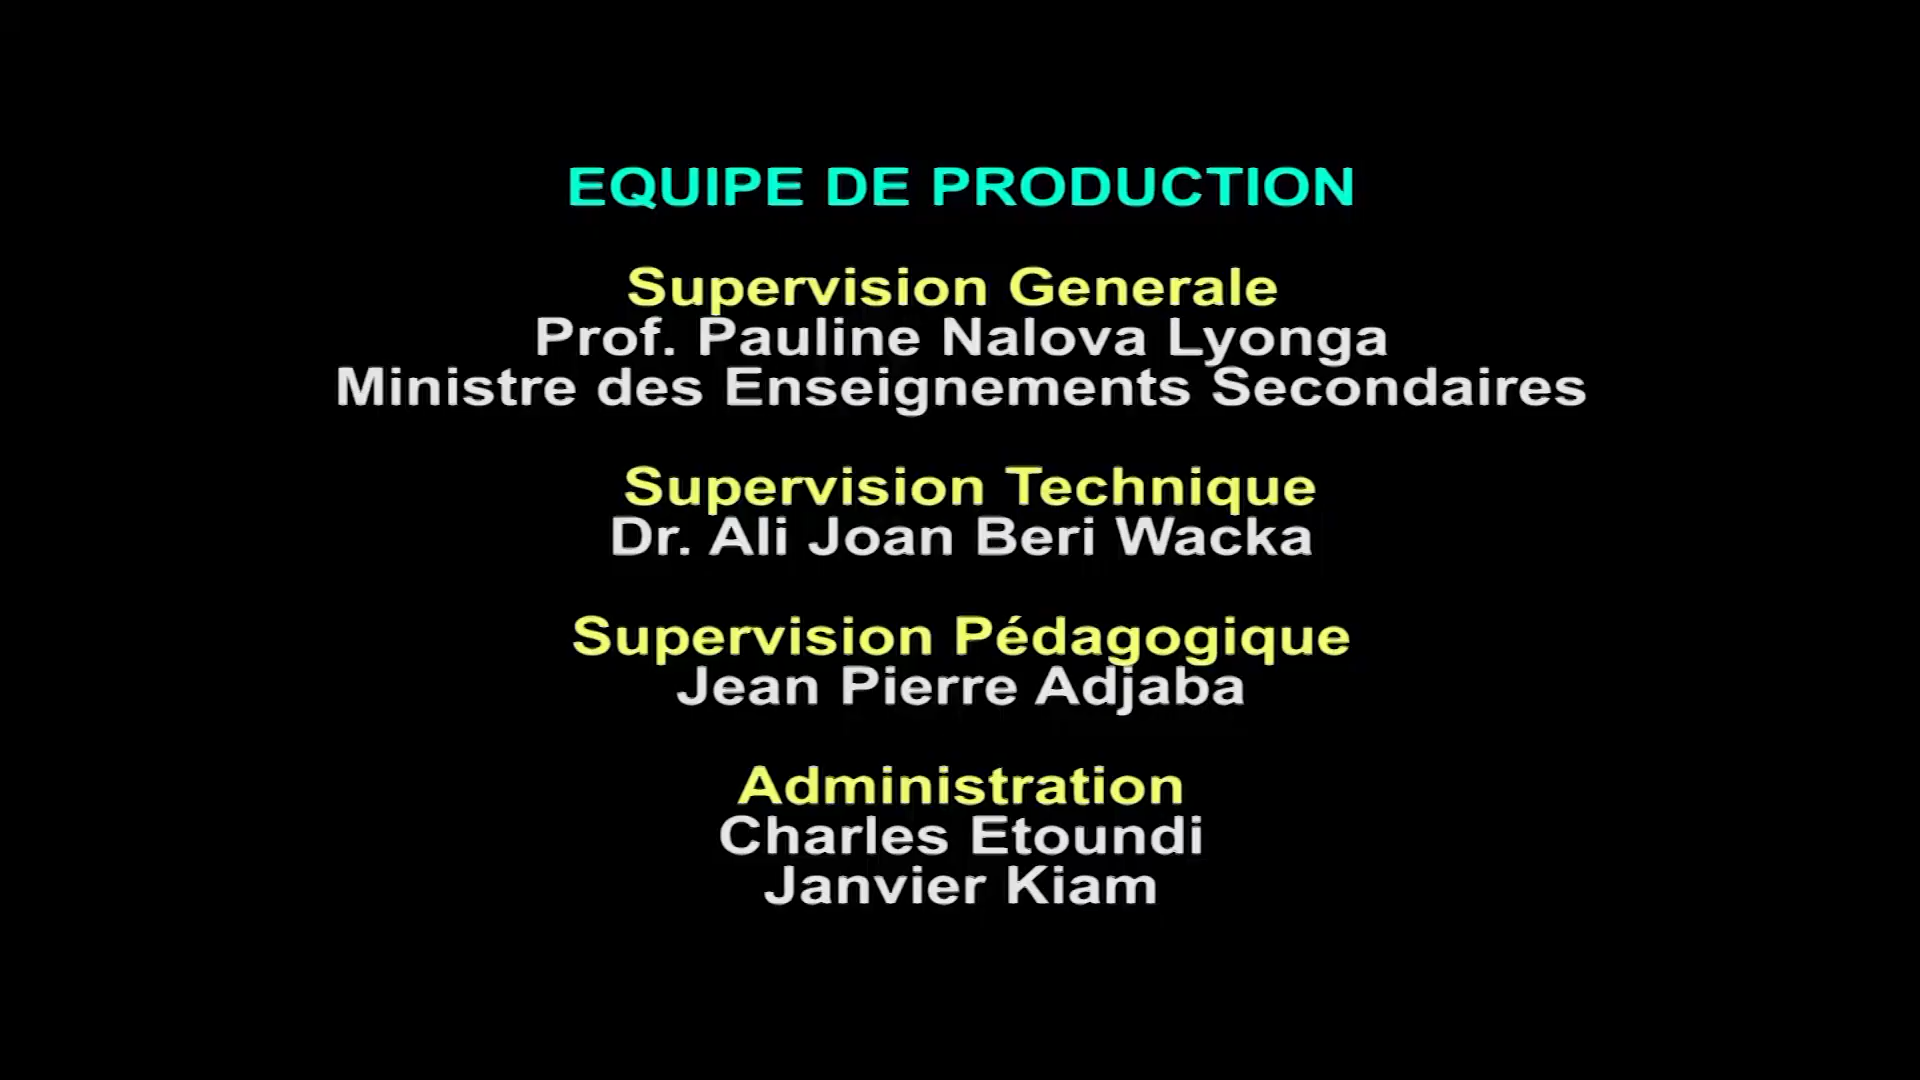 EQUIPE DE PRODUCTION
Supervision Generale
Prof. Pauline Nalova Lyonga
Ministre des Enseignements Secondaires
Supervision Technique
Dr. Ali Joan Beri Wacka
Supervision Pédagogique
Jean Pierre Adjaba
Administration
Charles Etoundi
Janvier Kiam